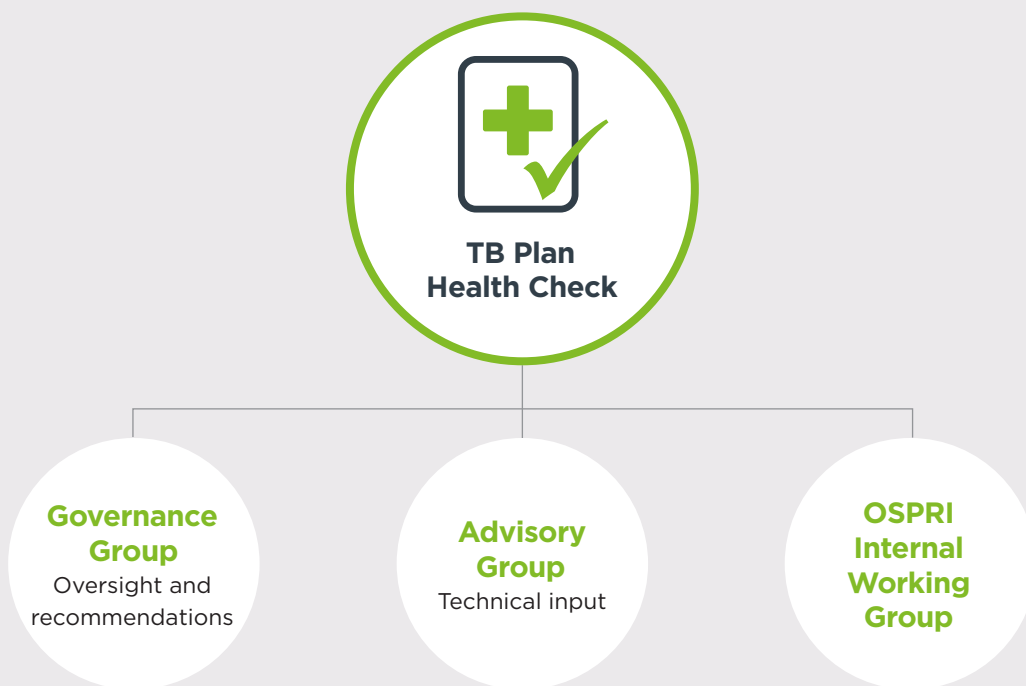 TB Plan
Health Check
Governance
Group
Oversight and
recommendations
Advisory
Group
Technical input
OSPRI
Internal
Working
Group